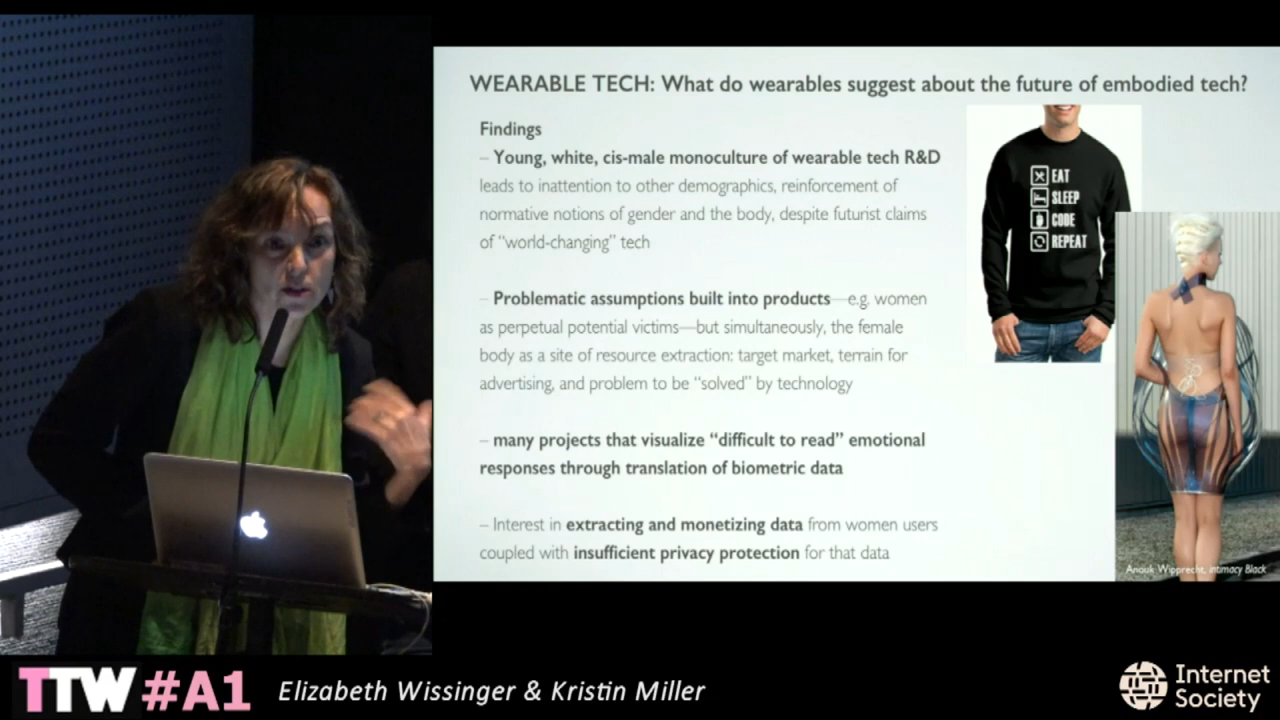 WEARABLE TECH: What do wearables suggest about the future of embodied tech?
Findings
– Young, white, cis-male monoculture of wearable tech R&D
leads to inattention to other demographics, reinforcement of
normative notions of gender and the body, despite futurist claims
of “world-changing” tech
– Problematic assumptions built into products—e.g. women
as perpetual potential victims—but simultaneously, the female
body as a site of resource extraction: target market, terrain for
advertising, and problem to be “solved” by technology
– many projects that visualize “difficult to read” emotional
responses through translation of biometric data
– Interest in extracting and monetizing data from women users
coupled with insufficient privacy protection for that data
EAT
SLEEP
CODE
REPEAT
Anouk Wipprecht, Intimacy Black
TTW #A1
Elizabeth Wissinger & Kristin Miller
Internet
Society